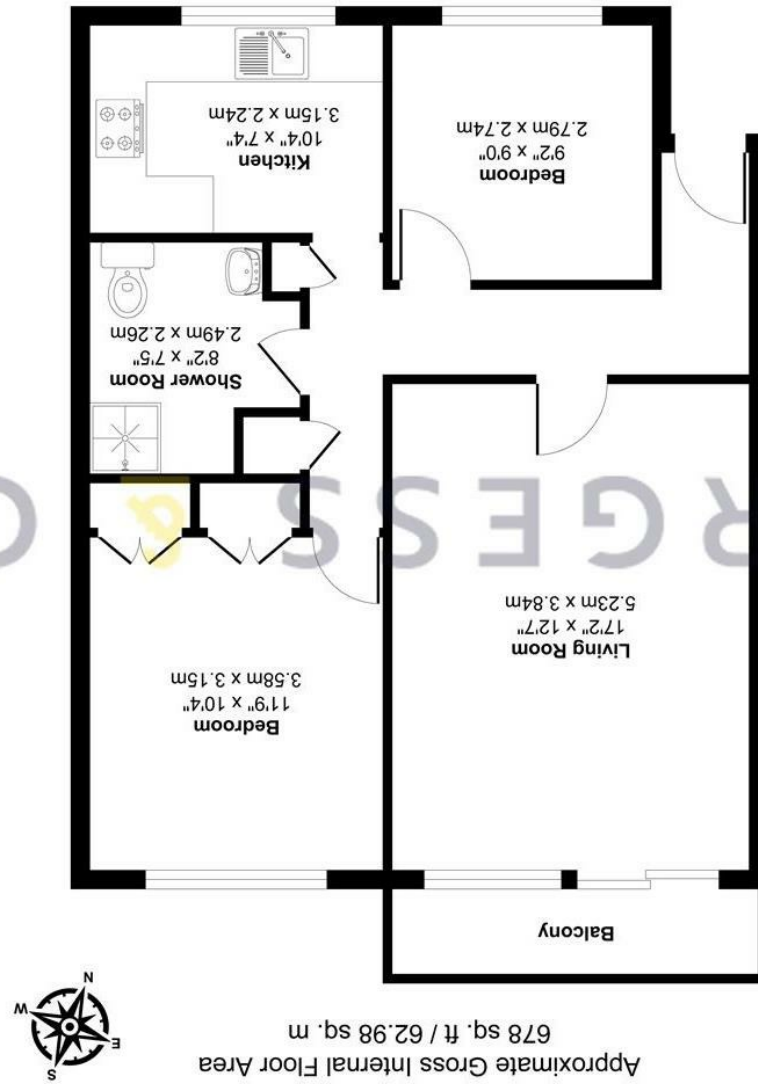 Approximate Gross Internal Floor Area
678 sq. ft / 62.98 sq. m
S
E
W
N
Balcony
Living Room
17'2" x 12'7"
5.23m x 3.84m
Bedroom
11'9" x 10'4"
3.58m x 3.15m
RGESS &
Shower Room
8'2" x 7'5"
2.49m x 2.26m
Bedroom
9'2" x 9'0"
2.79m x 2.74m
Kitchen
10'4" x 7'4"
3.15m x 2.24m